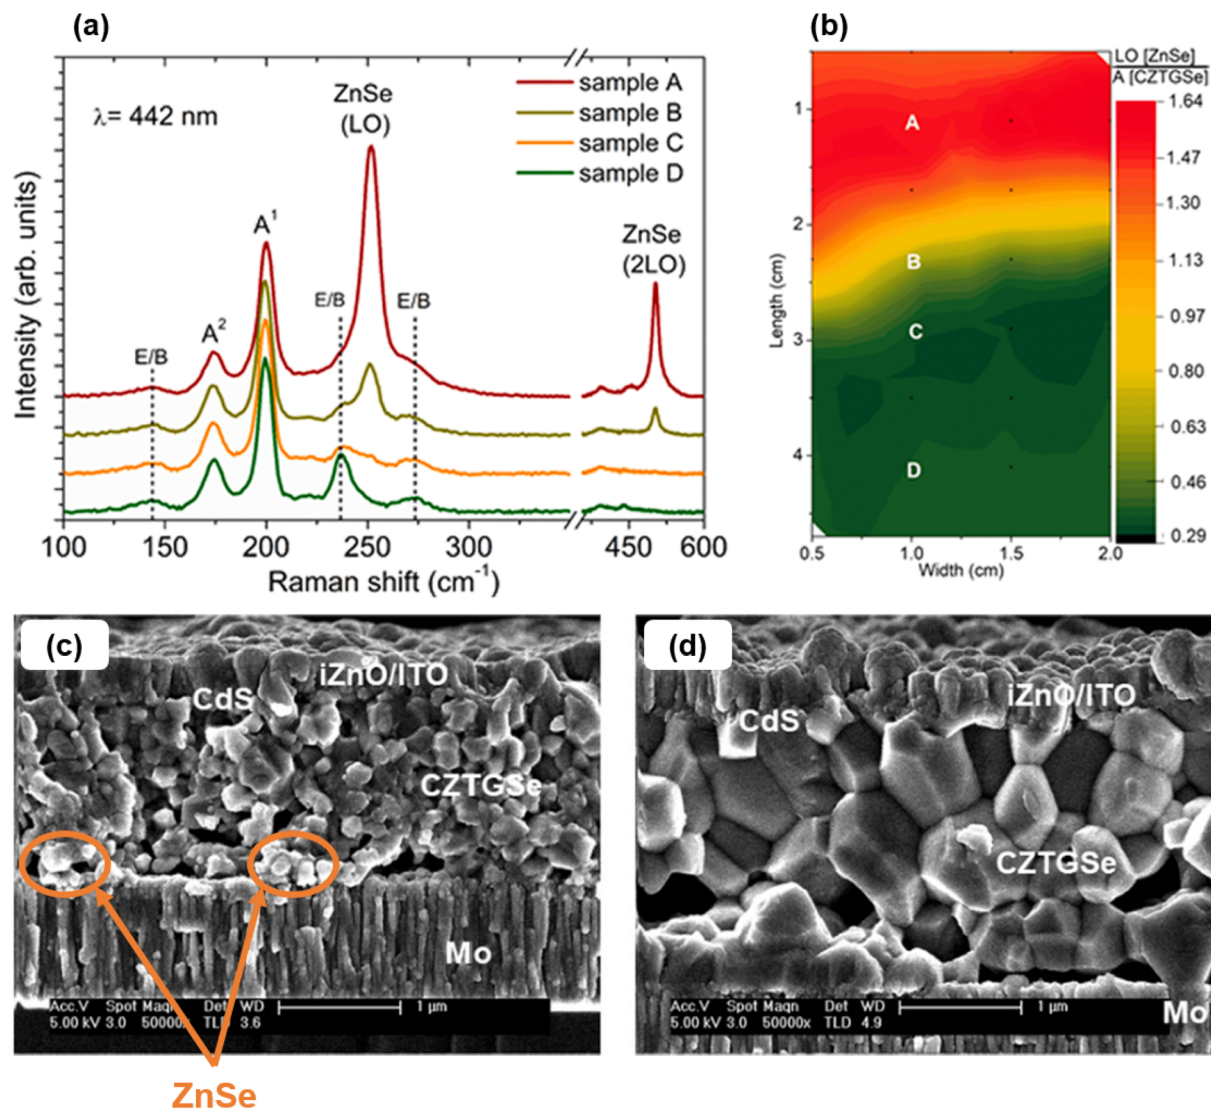 (a)
λ= 442 nm
ZnSe
(LO)
sample A
sample B
sample C
sample D
ZnSe
(2LO)
A¹
A²
E/B
E/B
E/B
Intensity (arb. units)
100 150 200 250 300 450 600
Raman shift (cm⁻¹)
(b)
LO [ZnSe]
A [CZTGSe]
1.64
1.47
1.30
1.13
0.97
0.80
0.63
0.46
0.29
A
B
C
D
1
2
3
4
Length (cm)
0.5 1.0 1.5 2.0
Width (cm)
(c)
iZnO/ITO
CdS
CZTGSe
Mo
Acc.V Spot Magn Det WD 1 µm
5.00 kV 3.0 50000x TLD 3.6
ZnSe
(d)
iZnO/ITO
CdS
CZTGSe
Mo
Acc.V Spot Magn Det WD 1 µm
5.00 kV 3.0 50000x TLD 4.9